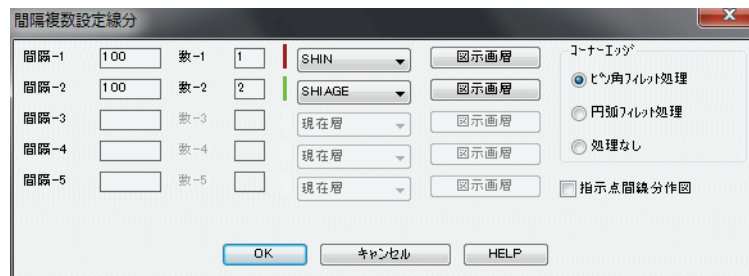 間隔複数設定線分
間隔-1 100 数-1 1 SHIN 図示画層
間隔-2 100 数-2 2 SHIAGE 図示画層
間隔-3 数-3 現在層 図示画層
間隔-4 数-4 現在層 図示画層
間隔-5 数-5 現在層 図示画層
コーナーエッジ
ピン角フィレット処理
円弧フィレット処理
処理なし
指示点間線分作図
OK キャンセル HELP